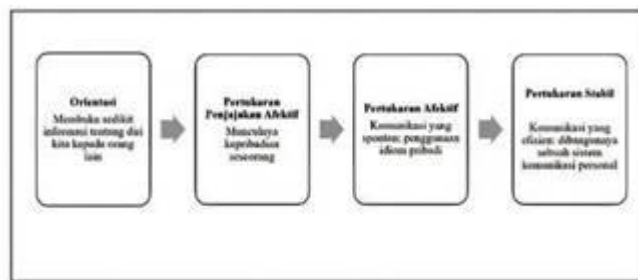 Orientasi
Membuka sedikit
informasi tentang diri
kita kepada orang
lain
Pertukaran
Penjajakan Afektif
Munculnya
kepribadian
seseorang
Pertukaran Afektif
Komunikasi yang
spontan; penggunaan
idiom pribadi
Pertukaran Stabil
Komunikasi yang
efisien; dibangunnya
sebuah sistem
komunikasi personal